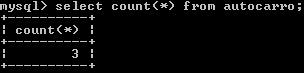 mysql> select count(*) from autocarro;
+----------+
| count(*) |
+----------+
|        3 |
+----------+